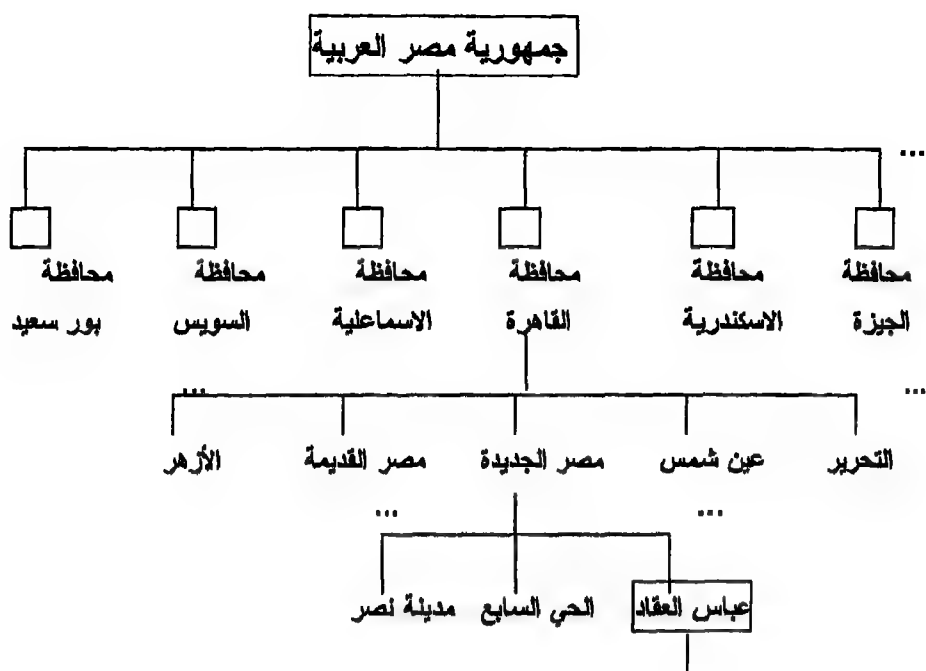 جمهورية مصر العربية
...
محافظة محافظة محافظة محافظة محافظة محافظة
الجيزة الاسكندرية القاهرة الاسماعلية السويس بور سعيد
... ...
التحرير عين شمس مصر الجديدة مصر القديمة الأزهر
... ...
عباس العقاد الحي السابع مدينة نصر